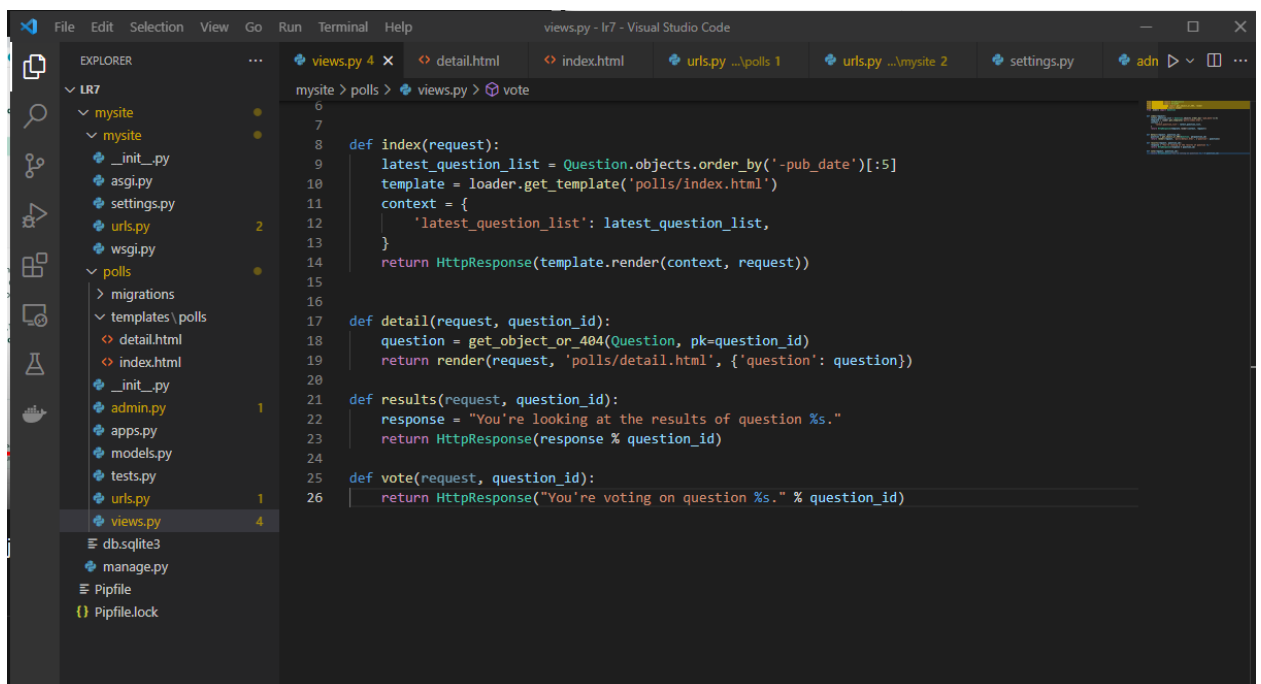 File Edit Selection View Go Run Terminal Help views.py - lr7 - Visual Studio Code
EXPLORER ...
views.py 4 detail.html index.html urls.py ...\polls 1 urls.py ...\mysite 2 settings.py adn
mysite > polls > views.py > vote
LR7
mysite
mysite
__init__.py
asgi.py
settings.py
urls.py 2
wsgi.py
polls
migrations
templates\polls
detail.html
index.html
__init__.py
admin.py 1
apps.py
models.py
tests.py
urls.py 1
views.py 4
db.sqlite3
manage.py
Pipfile
{} Pipfile.lock
6
7
8 def index(request):
9 latest_question_list = Question.objects.order_by('-pub_date')[:5]
10 template = loader.get_template('polls/index.html')
11 context = {
12 'latest_question_list': latest_question_list,
13 }
14 return HttpResponse(template.render(context, request))
15
16
17 def detail(request, question_id):
18 question = get_object_or_404(Question, pk=question_id)
19 return render(request, 'polls/detail.html', {'question': question})
20
21 def results(request, question_id):
22 response = "You're looking at the results of question %s."
23 return HttpResponse(response % question_id)
24
25 def vote(request, question_id):
26 return HttpResponse("You're voting on question %s." % question_id)